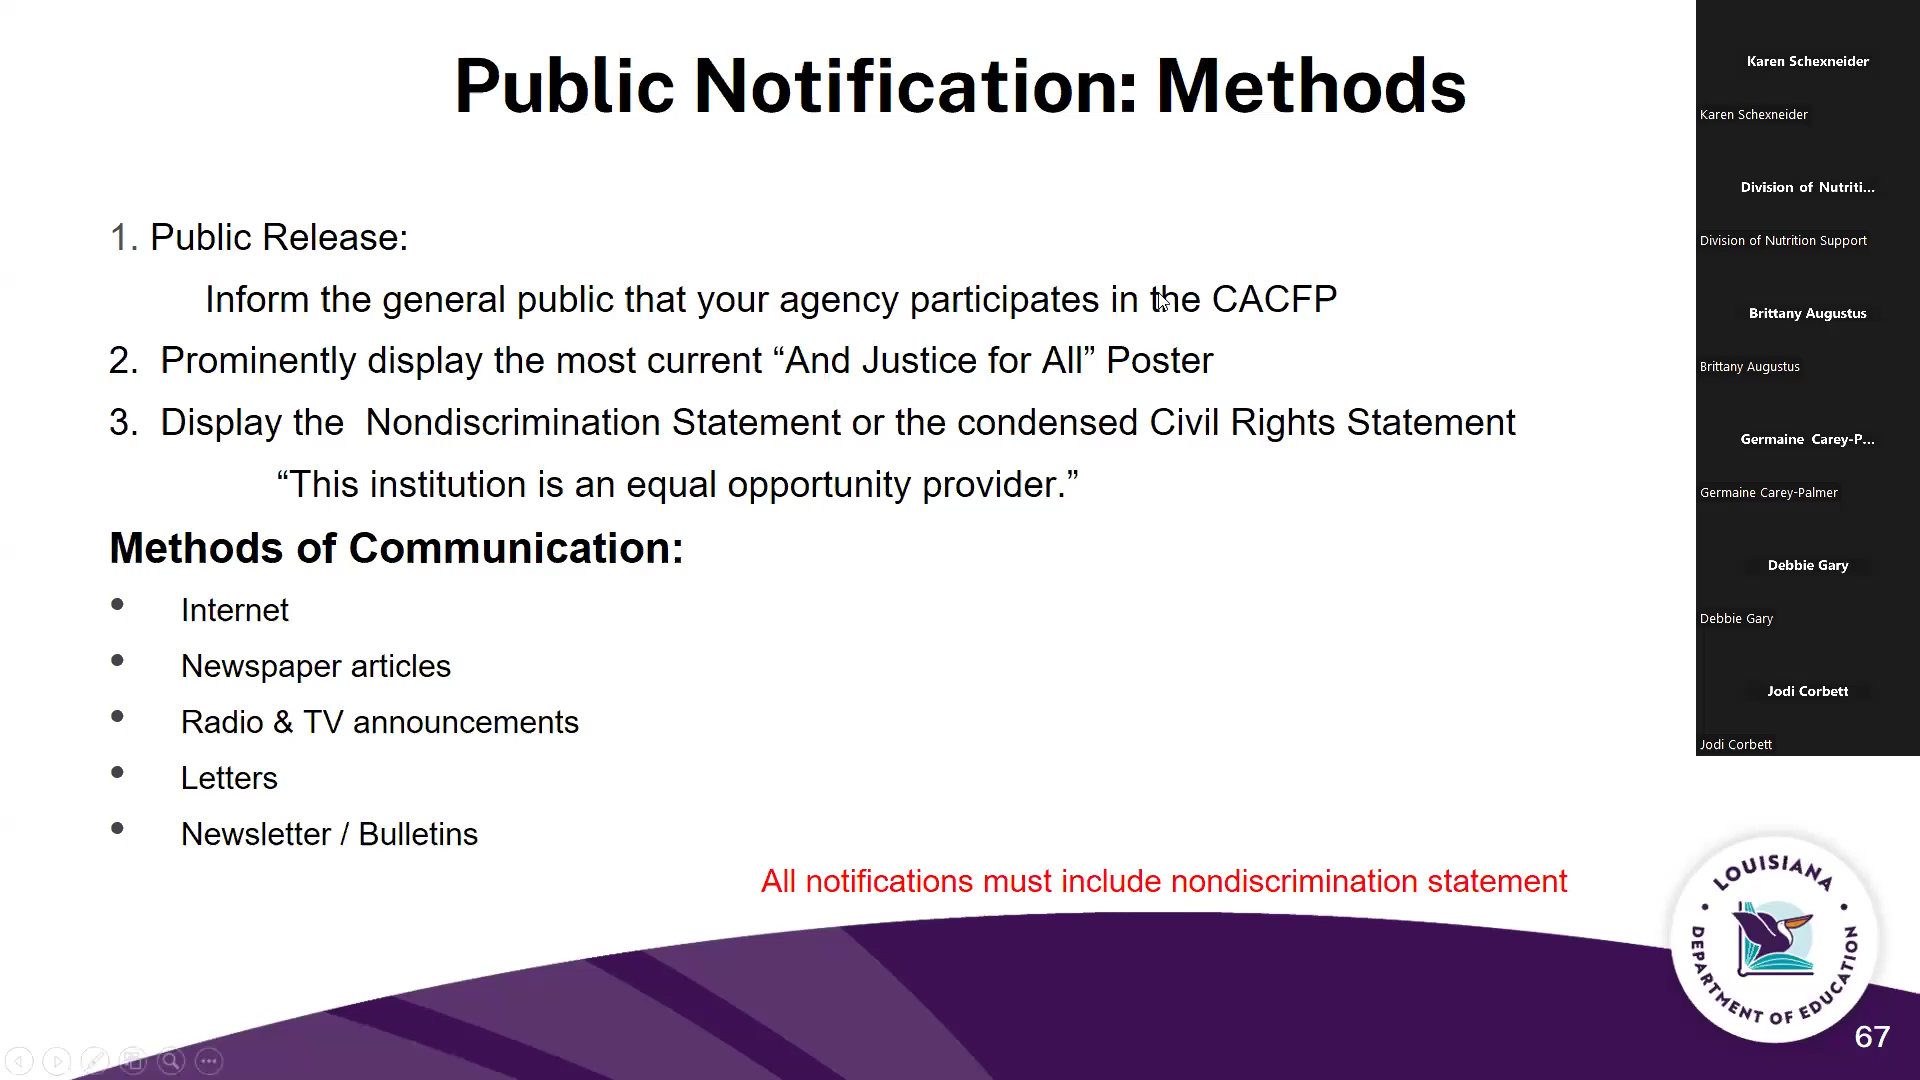 Public Notification: Methods
1. Public Release:
Inform the general public that your agency participates in the CACFP
2. Prominently display the most current “And Justice for All” Poster
3. Display the Nondiscrimination Statement or the condensed Civil Rights Statement
“This institution is an equal opportunity provider.”
Methods of Communication:
• Internet
• Newspaper articles
• Radio & TV announcements
• Letters
• Newsletter / Bulletins
All notifications must include nondiscrimination statement
Karen Schexneider
Karen Schexneider
Division of Nutriti...
Division of Nutrition Support
Brittany Augustus
Brittany Augustus
Germaine Carey-P...
Germaine Carey-Palmer
Debbie Gary
Debbie Gary
Jodi Corbett
Jodi Corbett
LOUISIANA
DEPARTMENT OF EDUCATION
67